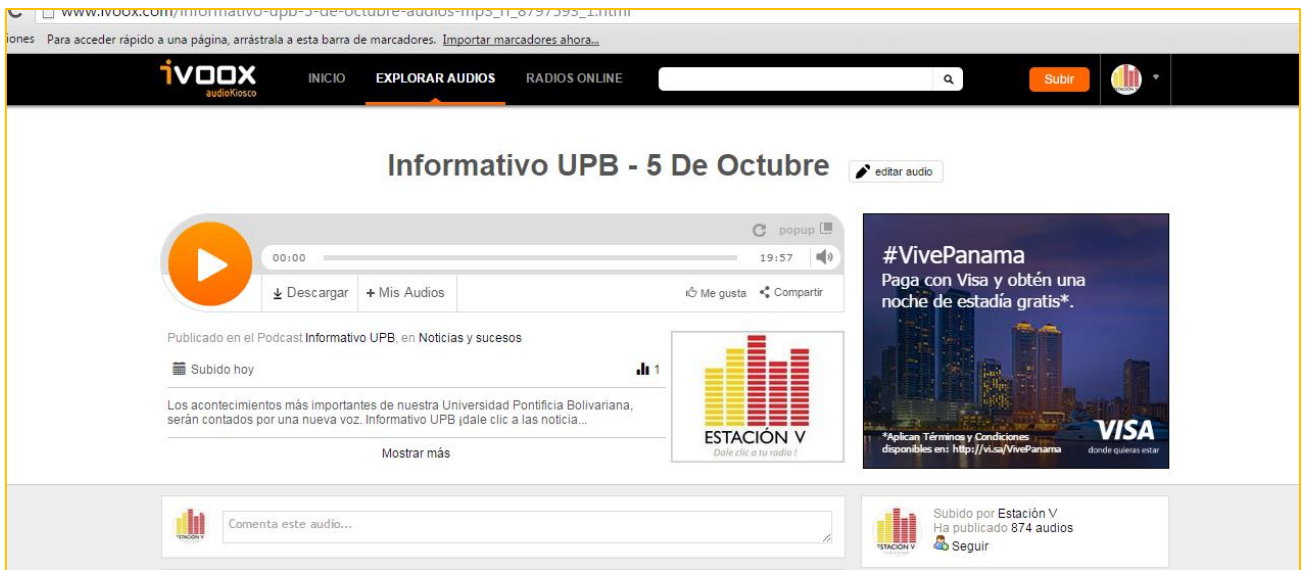 www.ivoox.com/informativo-upb-5-de-octubre-audios-mp3_rf_8797593_1.html
iones Para acceder rápido a una página, arrástrala a esta barra de marcadores. Importar marcadores ahora...
ivoox
audioKiosco
INICIO EXPLORAR AUDIOS RADIOS ONLINE
Subir
Informativo UPB - 5 De Octubre
editar audio
popup
00:00 19:57
Descargar + Mis Audios Me gusta Compartir
Publicado en el Podcast Informativo UPB, en Noticias y sucesos
Subido hoy 1
Los acontecimientos más importantes de nuestra Universidad Pontificia Bolivariana,
serán contados por una nueva voz. Informativo UPB ¡dale clic a las noticia...
Mostrar más
ESTACIÓN V
Dale clic a tu radio !
#VivePanama
Paga con Visa y obtén una
noche de estadía gratis*.
*Aplican Términos y Condiciones
disponibles en: http://vi.sa/VivePanama
VISA
donde quieras estar
ESTACIÓN V
Comenta este audio...
ESTACIÓN V
Subido por Estación V
Ha publicado 874 audios
Seguir